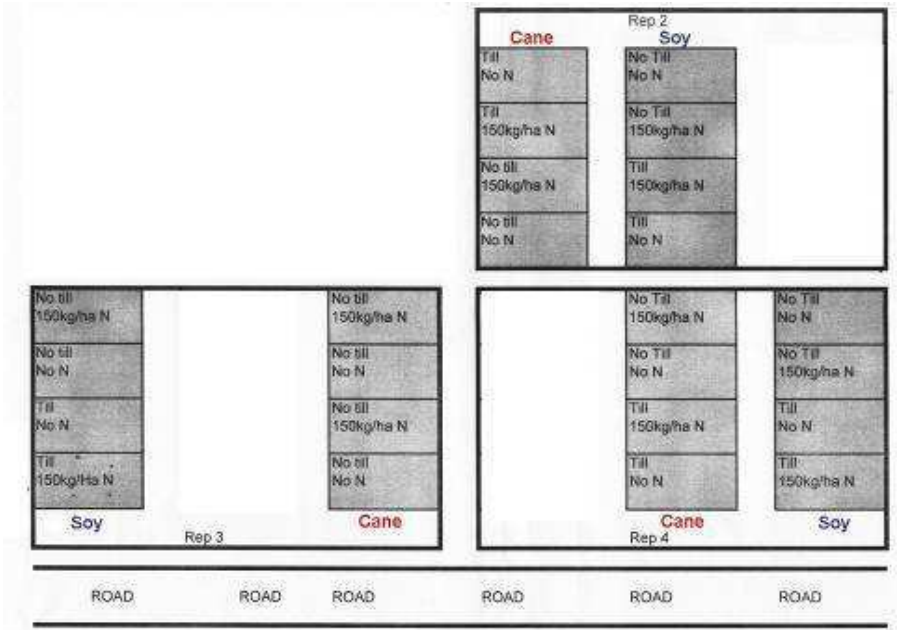 Rep 2
Cane
Soy
Till
No N
Till
150kg/ha N
No till
150kg/ha N
No till
No N
No Till
No N
No Till
150kg/ha N
Till
150kg/ha N
Till
No N
No till
150kg/ha N
No till
No N
Till
No N
Till
150kg/Ha N
Soy
No till
150kg/ha N
No till
No N
No till
150kg/ha N
No till
No N
Cane
Rep 3
No Till
150kg/ha N
No Till
No N
Till
150kg/ha N
Till
No N
Cane
No Till
No N
No Till
150kg/ha N
Till
No N
Till
150kg/ha N
Soy
Rep 4
ROAD ROAD ROAD ROAD ROAD ROAD